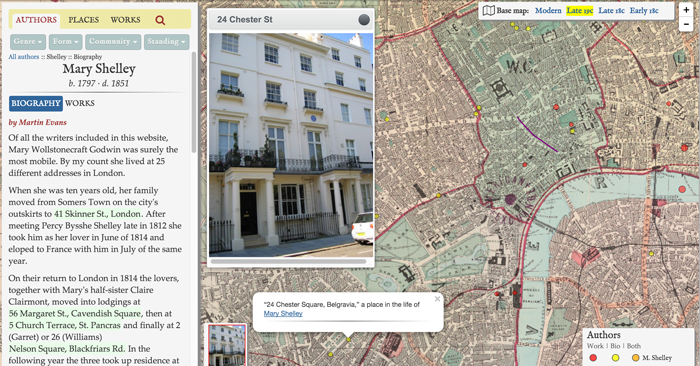 AUTHORS PLACES WORKS
Genre Form Community Standing
All authors :: Shelley :: Biography
Mary Shelley
b. 1797 - d. 1851
BIOGRAPHY WORKS
by Martin Evans
Of all the writers included in this website,
Mary Wollstonecraft Godwin was surely the
most mobile. By my count she lived at 25
different addresses in London.
When she was ten years old, her family
moved from Somers Town on the city's
outskirts to 41 Skinner St., London. After
meeting Percy Bysshe Shelley late in 1812 she
took him as her lover in June of 1814 and
eloped to France with him in July of the same
year.
On their return to London in 1814 the lovers,
together with Mary's half-sister Claire
Clairmont, moved into lodgings at
56 Margaret St., Cavendish Square, then at
5 Church Terrace, St. Pancras and finally at 2
(Garret) or 26 (Williams)
Nelson Square, Blackfriars Rd. In the
following year the three took up residence at
24 Chester St
"24 Chester Square, Belgravia," a place in the life of
Mary Shelley
×
Base map: Modern Late 19c Late 18c Early 18c
+
−
W C
Authors
Work | Bio | Both
M. Shelley